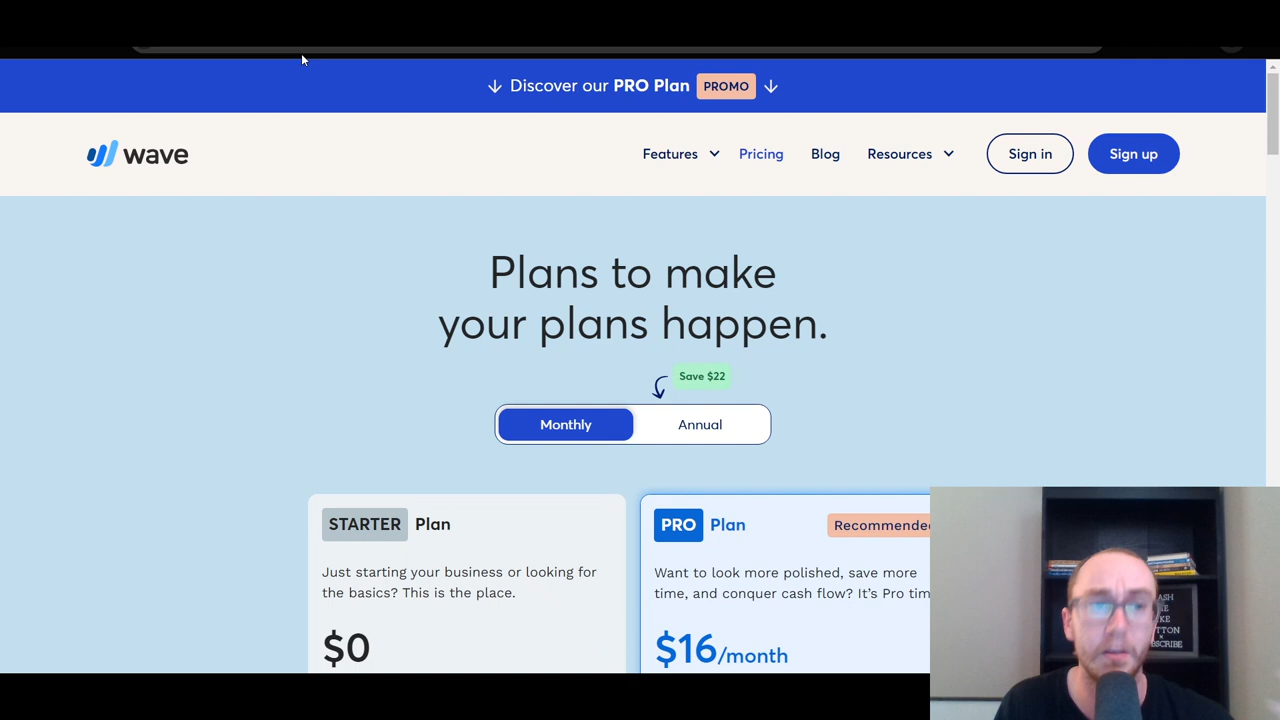 Discover our PRO Plan PROMO
wave
Features Pricing Blog Resources Sign in Sign up
Plans to make
your plans happen.
Save $22
Monthly Annual
STARTER Plan
Just starting your business or looking for
the basics? This is the place.
$0
PRO Plan Recommended
Want to look more polished, save more
time, and conquer cash flow? It’s Pro tim
$16/month